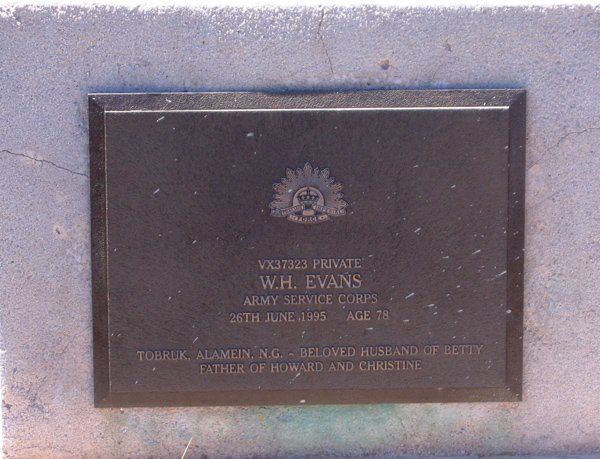 FORCE
VX37323 PRIVATE
W.H. EVANS
ARMY SERVICE CORPS
26TH JUNE 1995 AGE 78
TOBRUK, ALAMEIN, N.G. - BELOVED HUSBAND OF BETTY
FATHER OF HOWARD AND CHRISTINE